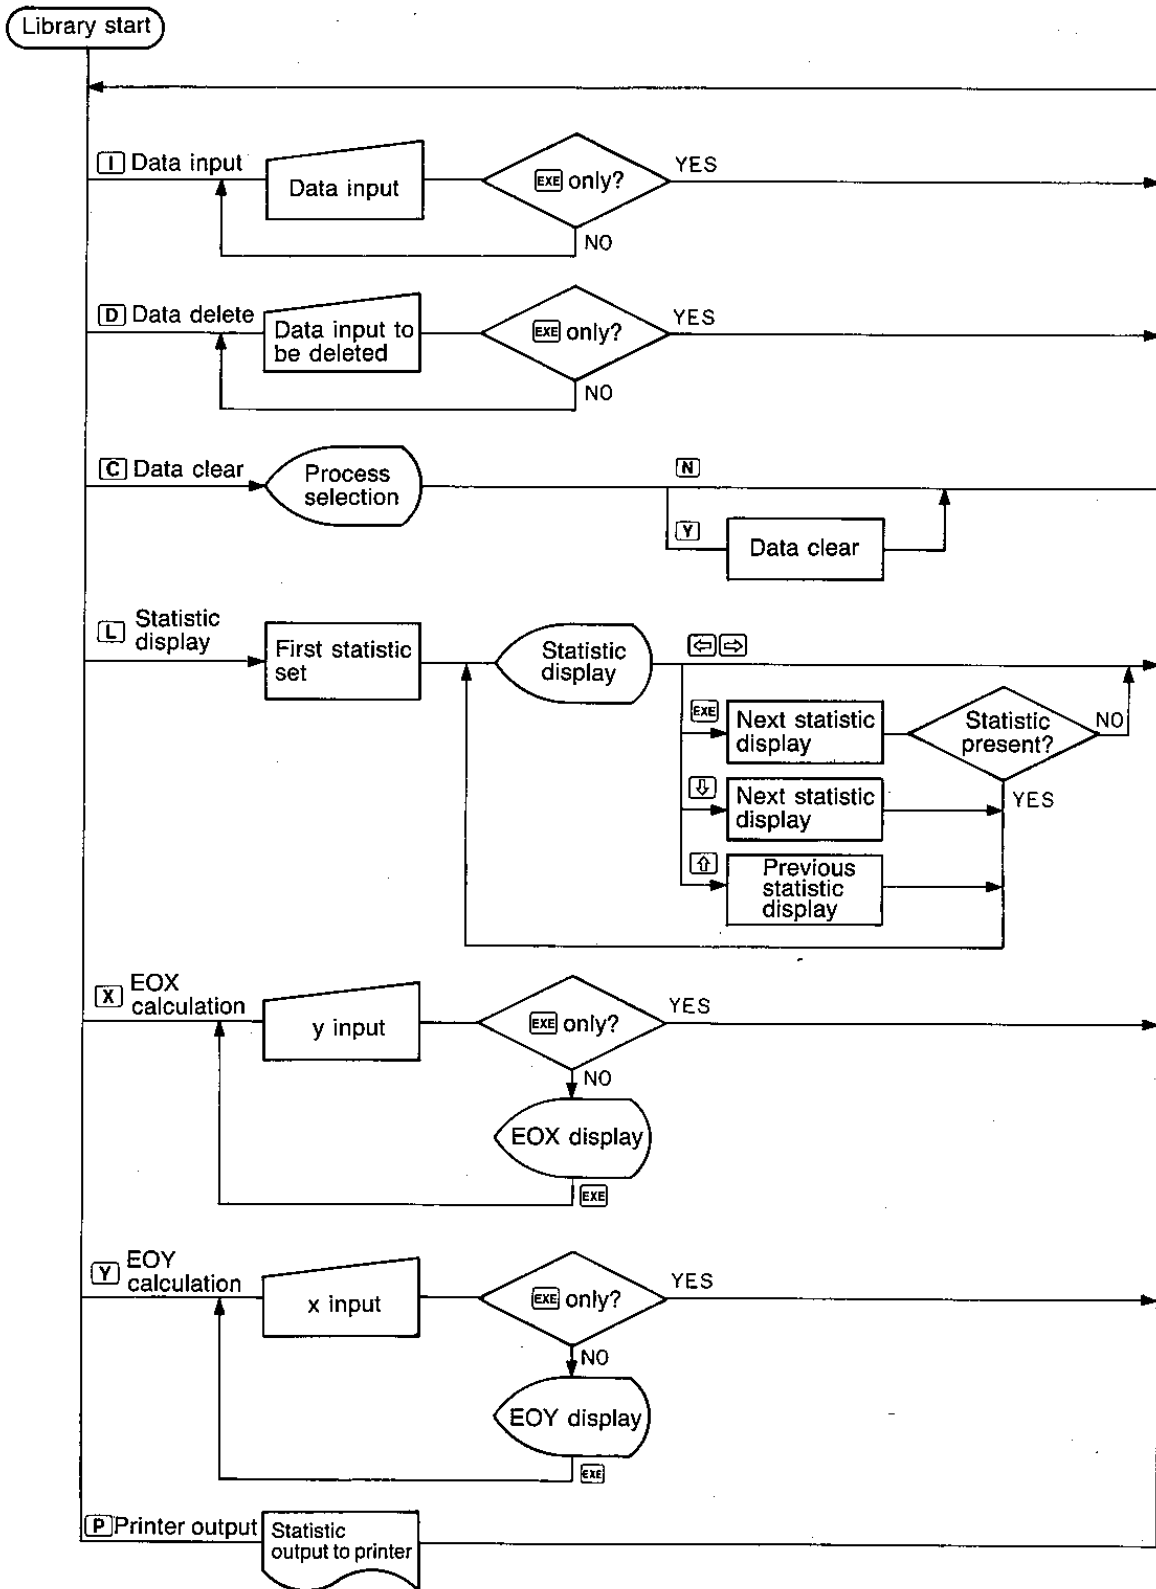 Library start
I Data input
Data input
EXE only?
YES
NO
D Data delete
Data input to
be deleted
EXE only?
YES
NO
C Data clear
Process
selection
N
Y
Data clear
L Statistic
display
First statistic
set
Statistic
display
⇦ ⇨
EXE
Next statistic
display
Statistic
present?
NO
YES
⇩
Next statistic
display
⇧
Previous
statistic
display
X EOX
calculation
y input
EXE only?
YES
NO
EOX display
EXE
Y EOY
calculation
x input
EXE only?
YES
NO
EOY display
EXE
P Printer output
Statistic
output to printer